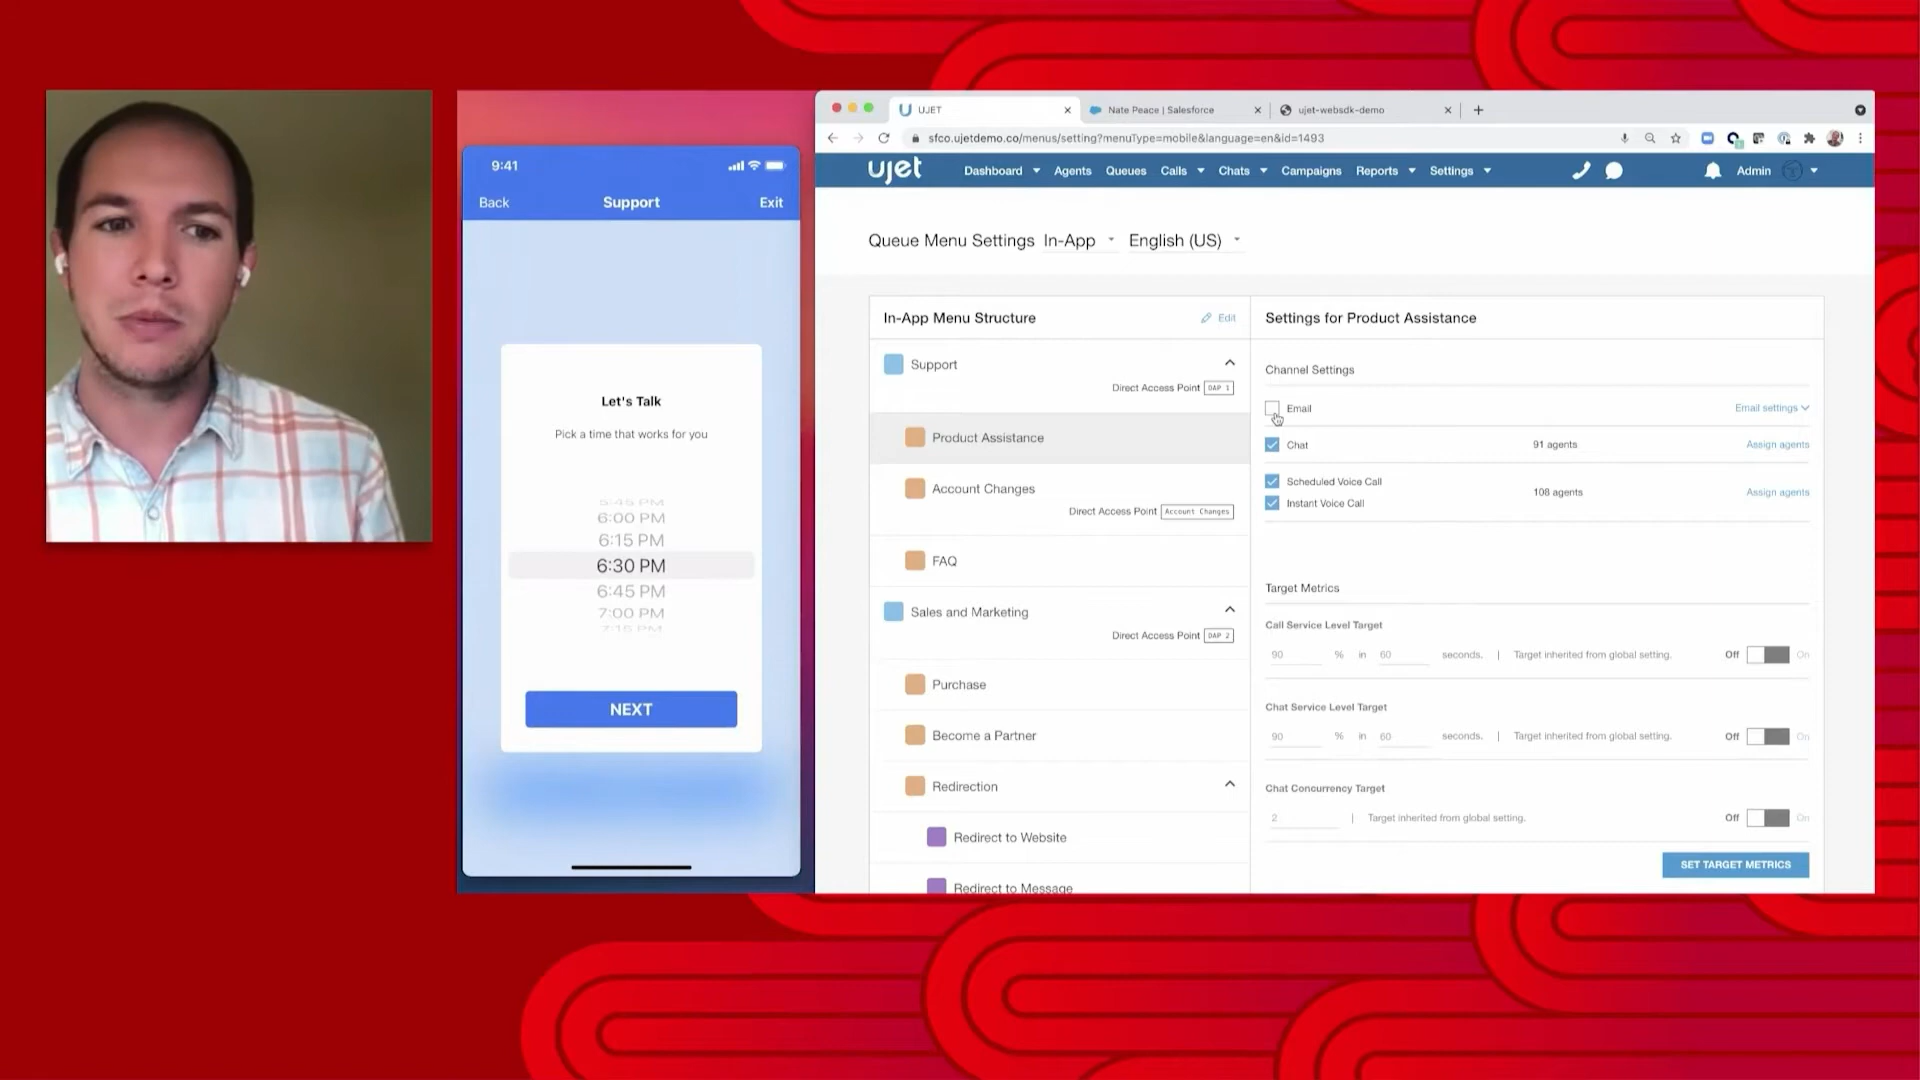 9:41
Back
Support
Exit
Let's Talk
Pick a time that works for you
5:45 PM
6:00 PM
6:15 PM
6:30 PM
6:45 PM
7:00 PM
7:15 PM
NEXT
UJET
Nate Peace | Salesforce
ujet-websdk-demo
sfco.ujetdemo.co/menus/setting?menuType=mobile&language=en&id=1493
ujet
Dashboard
Agents
Queues
Calls
Chats
Campaigns
Reports
Settings
Admin
Queue Menu Settings In-App English (US)
In-App Menu Structure
Edit
Support
Direct Access Point DAP 1
Product Assistance
Account Changes
Direct Access Point Account Changes
FAQ
Sales and Marketing
Direct Access Point DAP 2
Purchase
Become a Partner
Redirection
Redirect to Website
Redirect to Message
Settings for Product Assistance
Channel Settings
Email
Email settings
Chat
91 agents
Assign agents
Scheduled Voice Call
Instant Voice Call
108 agents
Assign agents
Target Metrics
Call Service Level Target
90 % in 60 seconds. | Target inherited from global setting. Off On
Chat Service Level Target
90 % in 60 seconds. | Target inherited from global setting. Off On
Chat Concurrency Target
2 | Target inherited from global setting. Off On
SET TARGET METRICS